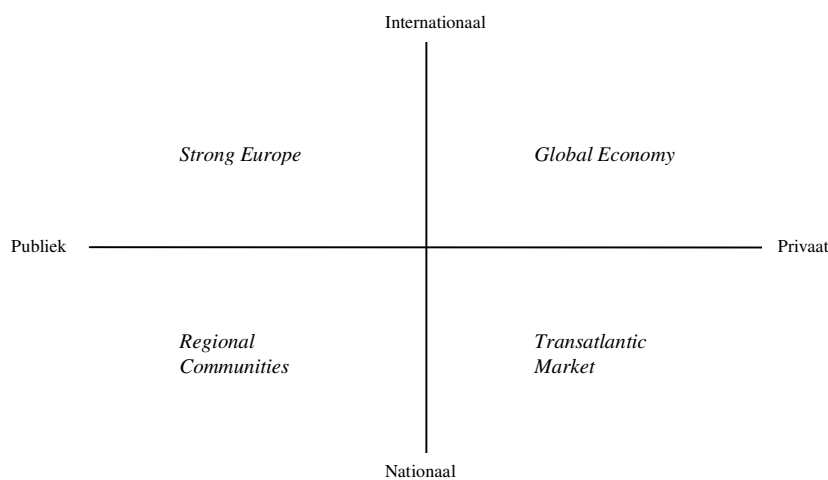 Internationaal
Strong Europe
Global Economy
Publiek
Privaat
Regional
Communities
Transatlantic
Market
Nationaal